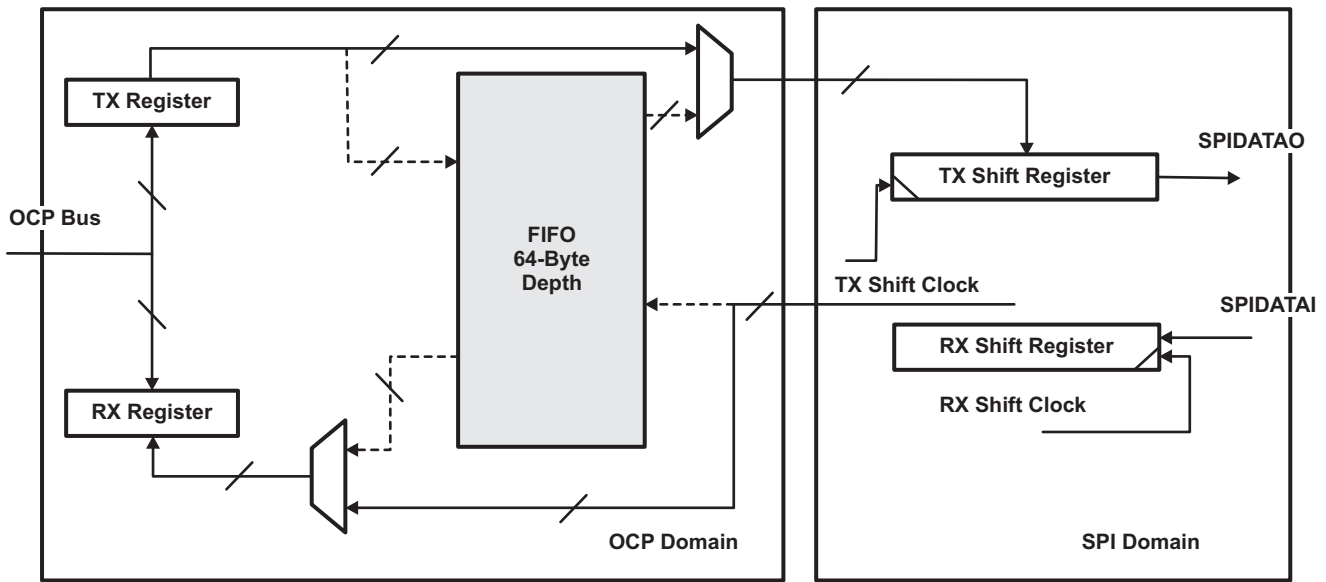 TX Register
SPIDATAO
TX Shift Register
OCP Bus
FIFO
64-Byte
Depth
TX Shift Clock
SPIDATAI
RX Shift Register
RX Register
RX Shift Clock
OCP Domain
SPI Domain